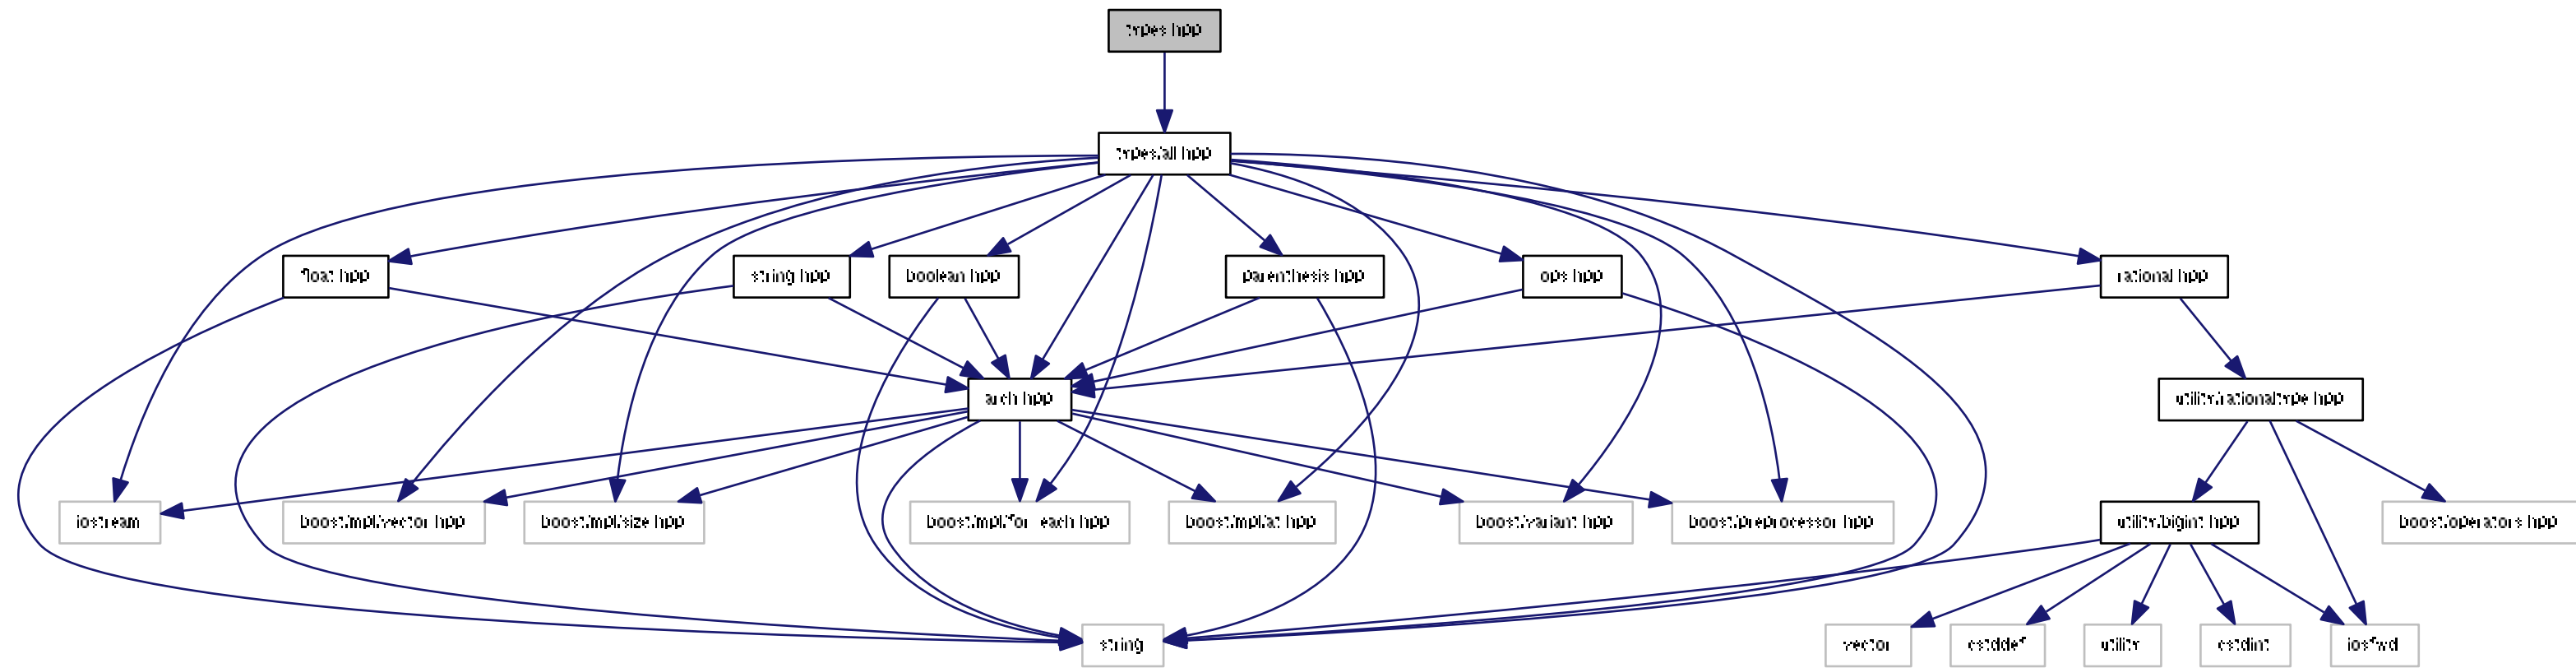 types.hpp
types/all.hpp
float.hpp
string.hpp
boolean.hpp
parenthesis.hpp
ops.hpp
rational.hpp
arch.hpp
utility/rationaltype.hpp
iostream
boost/mpl/vector.hpp
boost/mpl/size.hpp
boost/mpl/for_each.hpp
boost/mpl/at.hpp
boost/variant.hpp
boost/preprocessor.hpp
utility/bigint.hpp
boost/operators.hpp
string
vector
cstddef
utility
cstdint
iosfwd